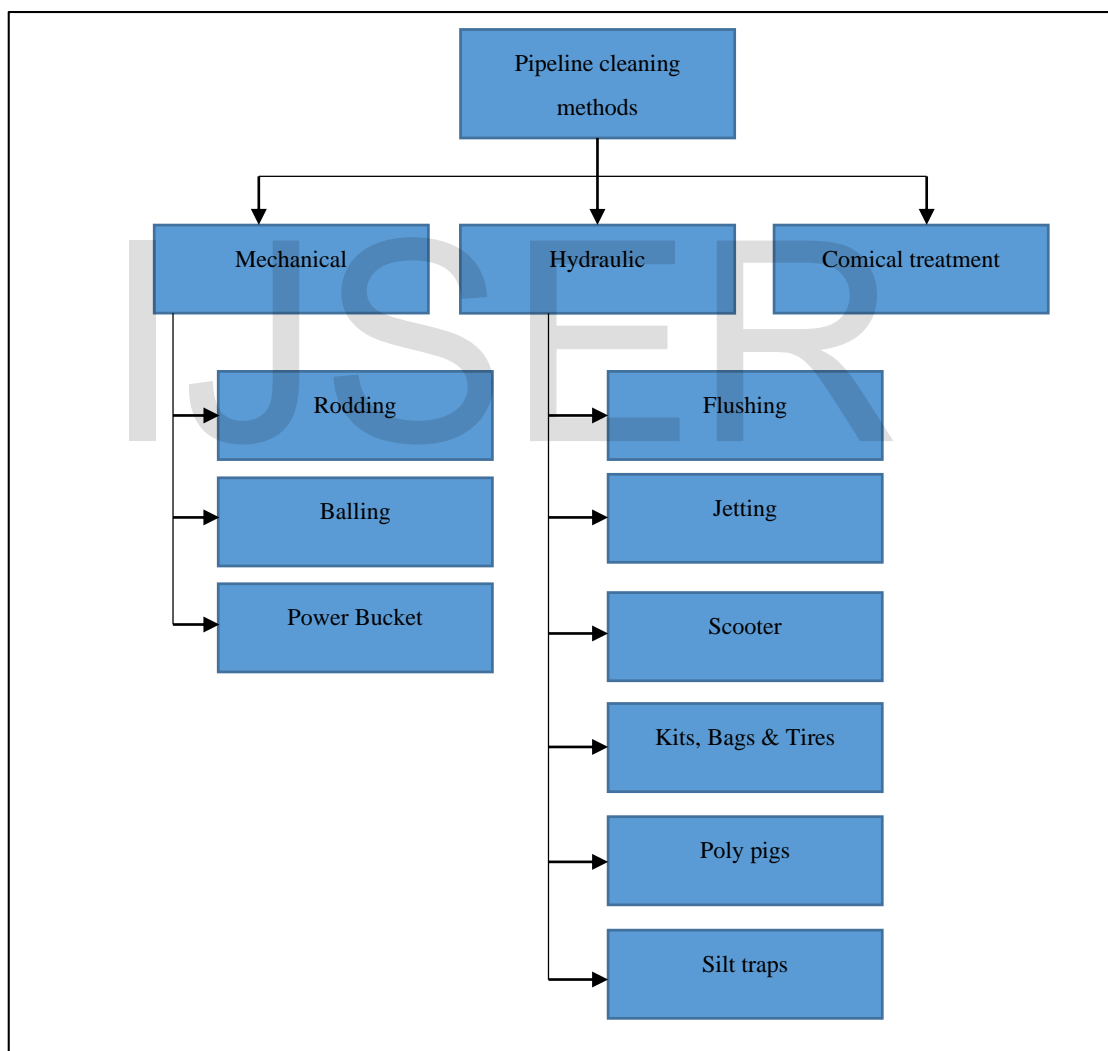 Pipeline cleaning
methods
Mechanical
Hydraulic
Comical treatment
IJSER
Rodding
Flushing
Balling
Jetting
Power Bucket
Scooter
Kits, Bags & Tires
Poly pigs
Silt traps